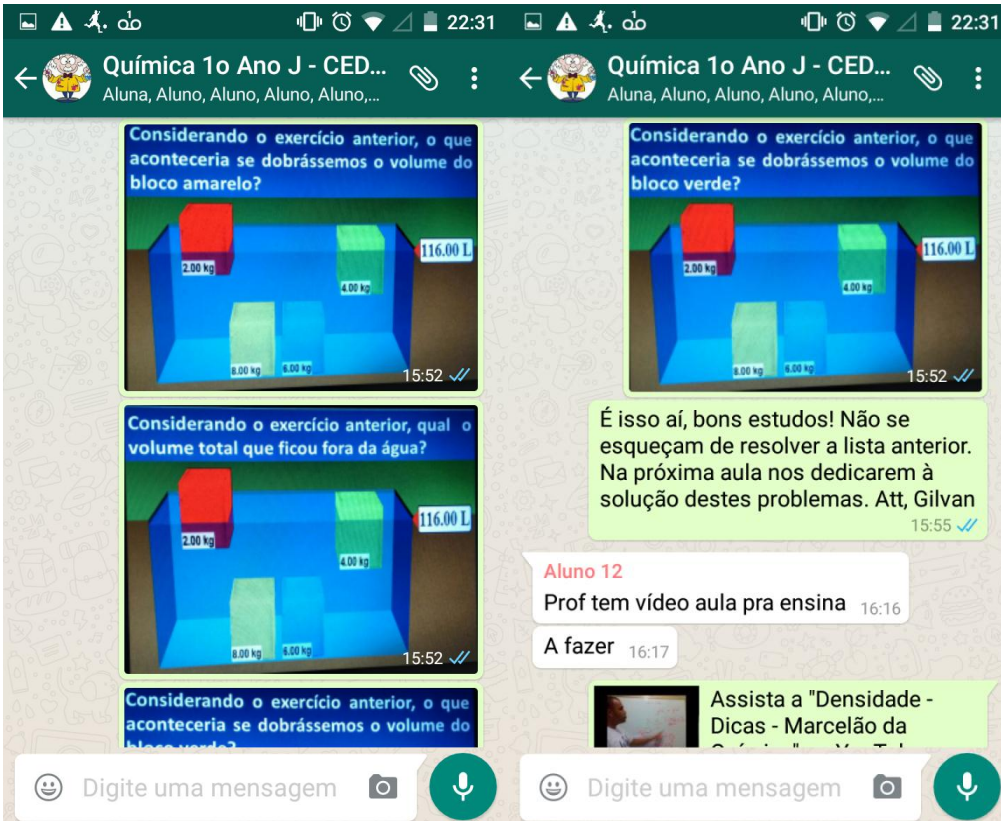 22:31
Química 1o Ano J - CED...
Aluna, Aluno, Aluno, Aluno, Aluno,...
Considerando o exercício anterior, o que
aconteceria se dobrássemos o volume do
bloco amarelo?
116.00 L
2.00 kg
4.00 kg
8.00 kg
6.00 kg
15:52
Considerando o exercício anterior, qual o
volume total que ficou fora da água?
116.00 L
2.00 kg
4.00 kg
8.00 kg
6.00 kg
15:52
Considerando o exercício anterior, o que
aconteceria se dobrássemos o volume do
bloco verde?
Digite uma mensagem
22:31
Química 1o Ano J - CED...
Aluna, Aluno, Aluno, Aluno, Aluno,...
Considerando o exercício anterior, o que
aconteceria se dobrássemos o volume do
bloco verde?
116.00 L
2.00 kg
4.00 kg
8.00 kg
6.00 kg
15:52
É isso aí, bons estudos! Não se
esqueçam de resolver a lista anterior.
Na próxima aula nos dedicarem à
solução destes problemas. Att, Gilvan
15:55
Aluno 12
Prof tem vídeo aula pra ensina 16:16
A fazer 16:17
Assista a "Densidade -
Dicas - Marcelão da
Digite uma mensagem